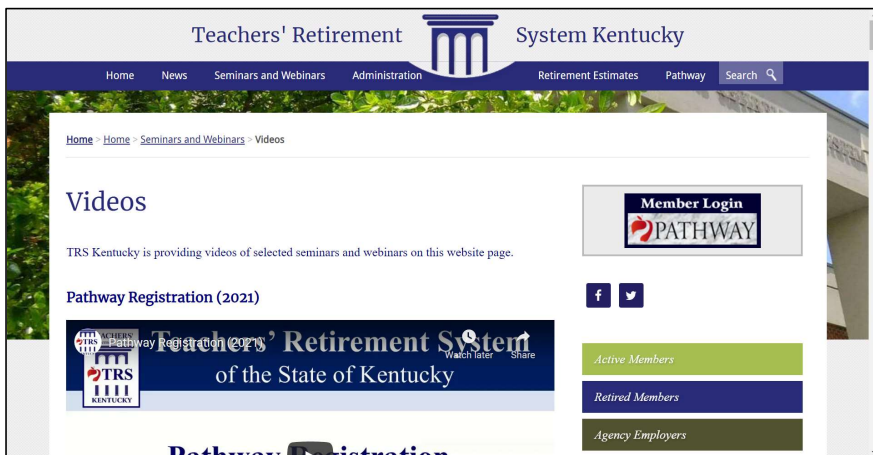 Teachers' Retirement System Kentucky
Home News Seminars and Webinars Administration Retirement Estimates Pathway Search
Home > Home > Seminars and Webinars > Videos
Videos
TRS Kentucky is providing videos of selected seminars and webinars on this website page.
Pathway Registration (2021)
Pathway Registration (2021)
Watch later
Share
Teachers' Retirement System
of the State of Kentucky
TEACHERS'
TRS
KENTUCKY
Pathway Registration
Member Login
PATHWAY
Active Members
Retired Members
Agency Employers